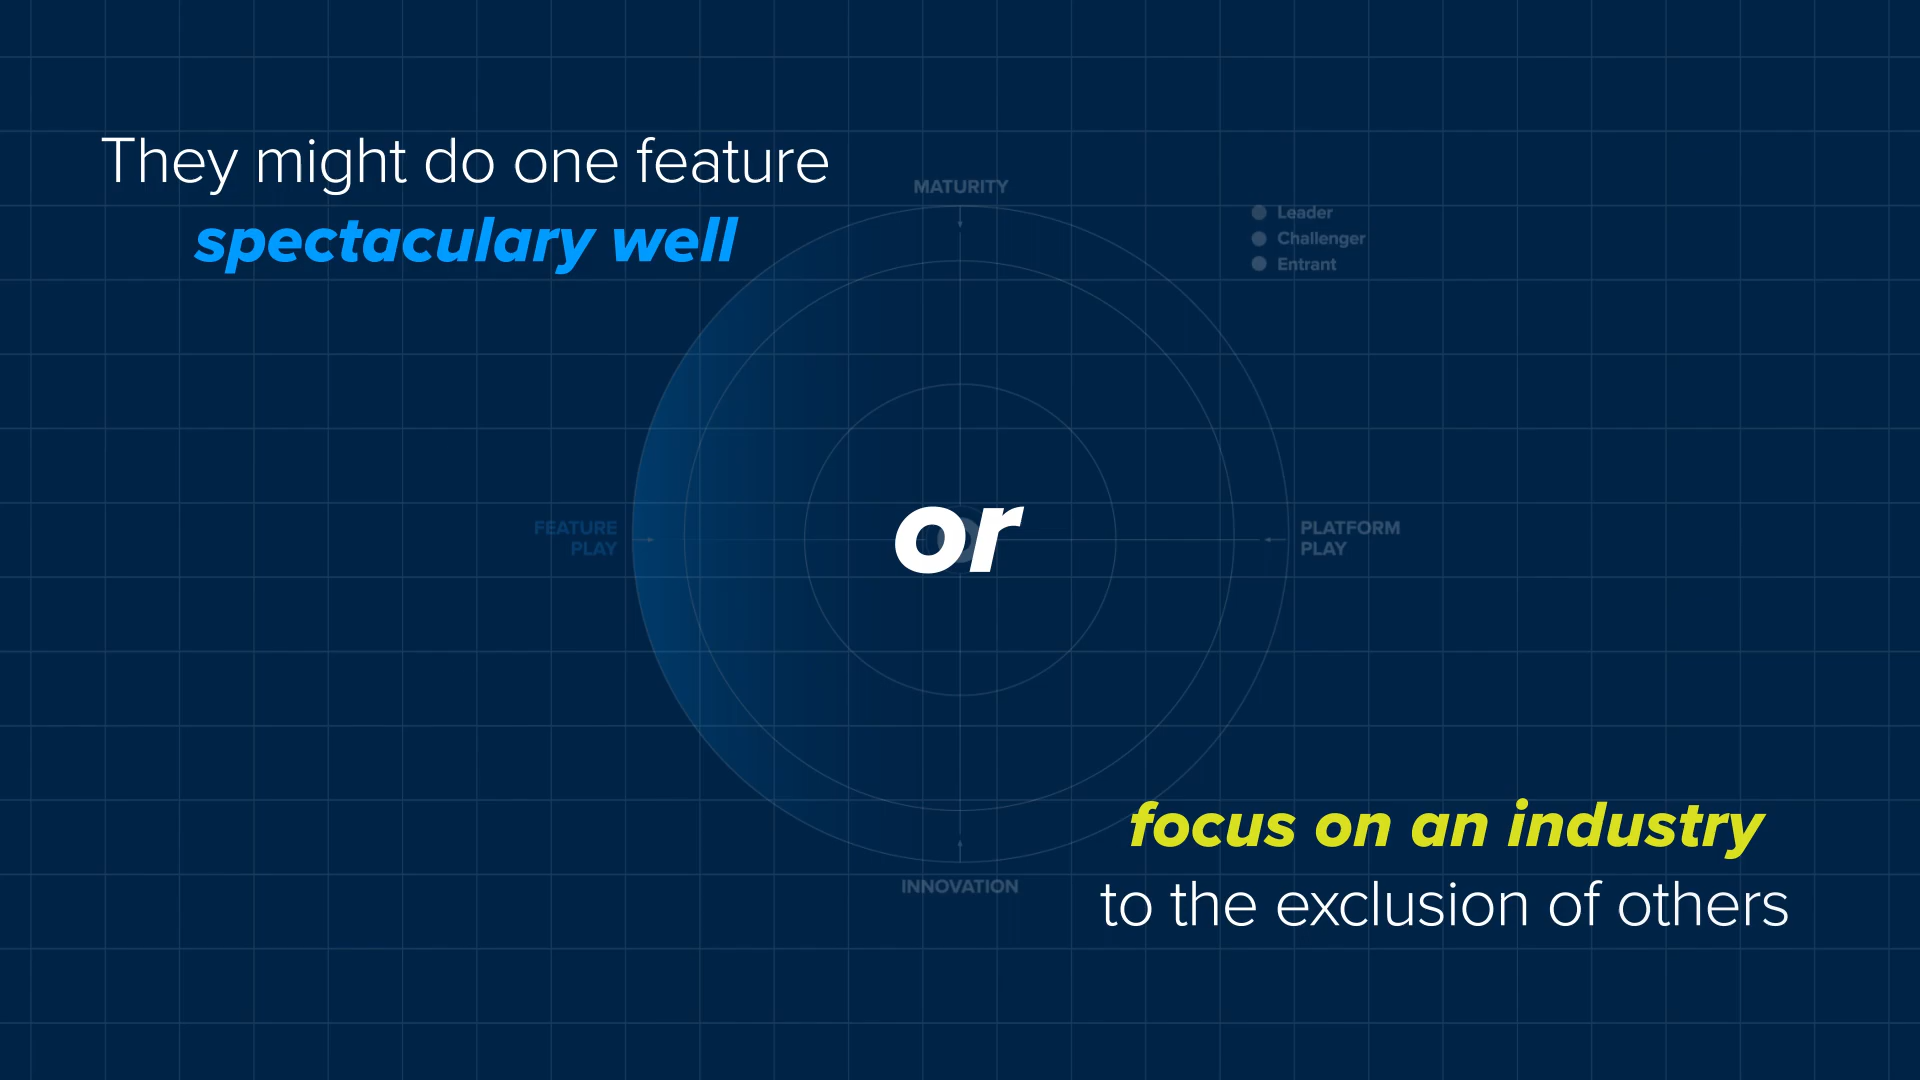 They might do one feature
spectaculary well
MATURITY
Leader
Challenger
Entrant
FEATURE
PLAY
or
PLATFORM
PLAY
focus on an industry
to the exclusion of others
INNOVATION